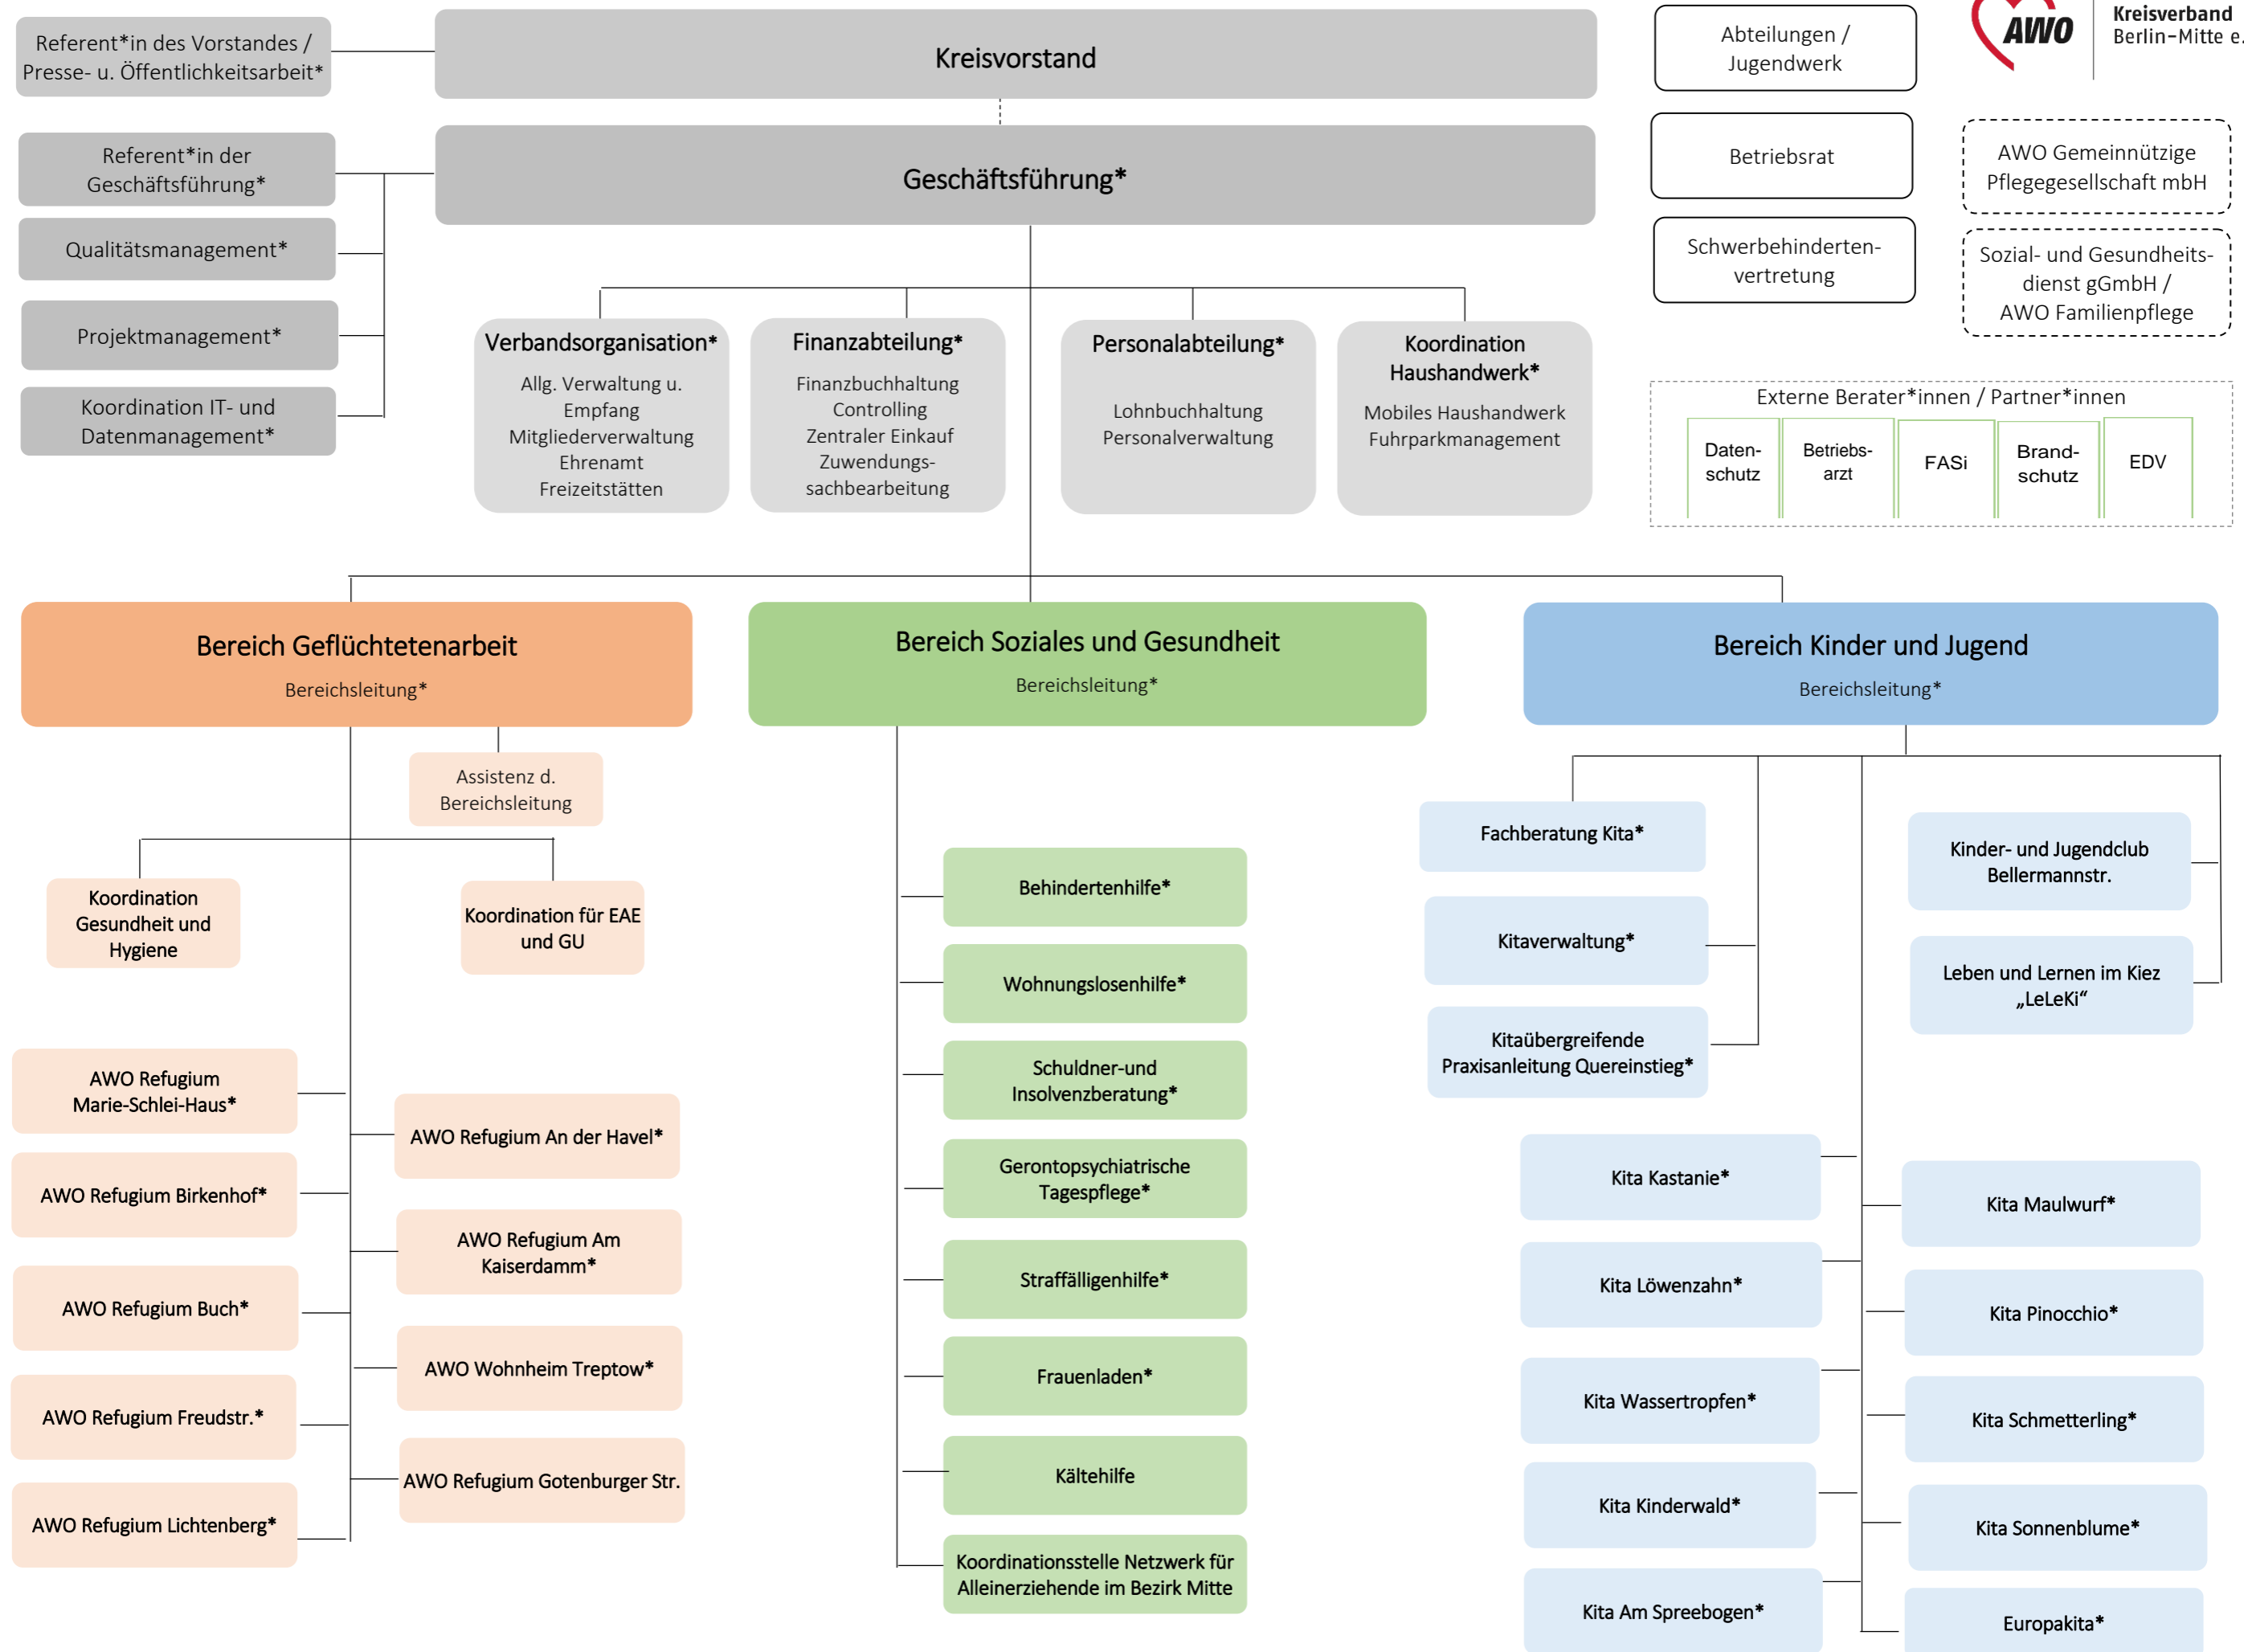 Referent*in des Vorstandes /
Presse- u. Öffentlichkeitsarbeit*
Kreisvorstand
Abteilungen /
Jugendwerk
AWO
Kreisverband
Berlin-Mitte e.
Referent*in der
Geschäftsführung*
Qualitätsmanagement*
Projektmanagement*
Koordination IT- und
Datenmanagement*
Geschäftsführung*
Betriebsrat
Schwerbehinderten-
vertretung
AWO Gemeinnützige
Pflegegesellschaft mbH
Sozial- und Gesundheits-
dienst gGmbH /
AWO Familienpflege
Verbandsorganisation*
Allg. Verwaltung u.
Empfang
Mitgliederverwaltung
Ehrenamt
Freizeitstätten
Finanzabteilung*
Finanzbuchhaltung
Controlling
Zentraler Einkauf
Zuwendungs-
sachbearbeitung
Personalabteilung*
Lohnbuchhaltung
Personalverwaltung
Koordination
Haushandwerk*
Mobiles Haushandwerk
Fuhrparkmanagement
Externe Berater*innen / Partner*innen
Daten-
schutz
Betriebs-
arzt
FASi
Brand-
schutz
EDV
Bereich Geflüchtetenarbeit
Bereichsleitung*
Assistenz d.
Bereichsleitung
Koordination
Gesundheit und
Hygiene
Koordination für EAE
und GU
AWO Refugium
Marie-Schlei-Haus*
AWO Refugium Birkenhof*
AWO Refugium Buch*
AWO Refugium Freudstr.*
AWO Refugium Lichtenberg*
AWO Refugium An der Havel*
AWO Refugium Am
Kaiserdamm*
AWO Wohnheim Treptow*
AWO Refugium Gotenburger Str.
Bereich Soziales und Gesundheit
Bereichsleitung*
Behindertenhilfe*
Wohnungslosenhilfe*
Schuldner-und
Insolvenzberatung*
Gerontopsychiatrische
Tagespflege*
Straffälligenhilfe*
Frauenladen*
Kältehilfe
Koordinationsstelle Netzwerk für
Alleinerziehende im Bezirk Mitte
Bereich Kinder und Jugend
Bereichsleitung*
Fachberatung Kita*
Kitaverwaltung*
Kitaübergreifende
Praxisanleitung Quereinstieg*
Kinder- und Jugendclub
Bellermannstr.
Leben und Lernen im Kiez
„LeLeKi“
Kita Kastanie*
Kita Löwenzahn*
Kita Wassertropfen*
Kita Kinderwald*
Kita Am Spreebogen*
Kita Maulwurf*
Kita Pinocchio*
Kita Schmetterling*
Kita Sonnenblume*
Europakita*